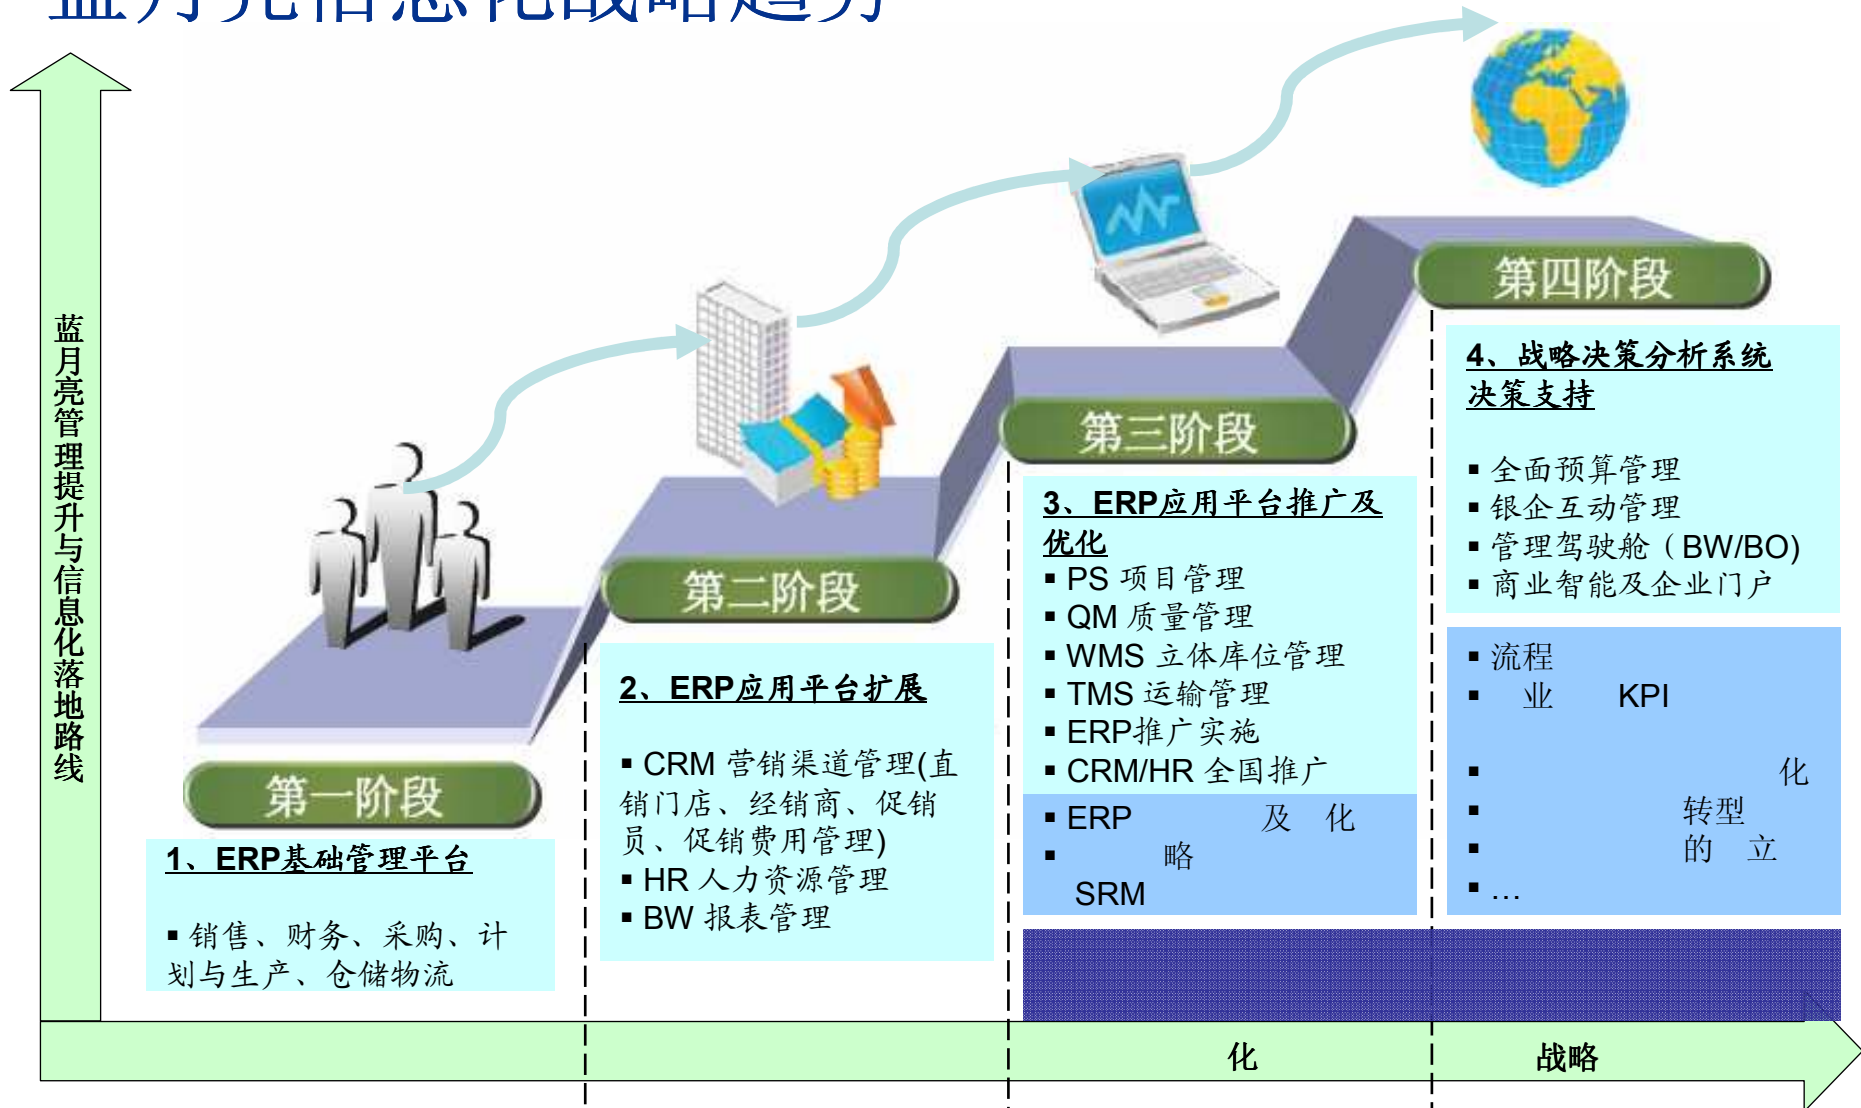 蓝月亮信息化战略趋势
蓝月亮管理提升与信息化落地路线
第一阶段
1、ERP基础管理平台
▪ 销售、财务、采购、计
划与生产、仓储物流
第二阶段
2、ERP应用平台扩展
▪ CRM 营销渠道管理(直
销门店、经销商、促销
员、促销费用管理)
▪ HR 人力资源管理
▪ BW 报表管理
第三阶段
3、ERP应用平台推广及
优化
▪ PS 项目管理
▪ QM 质量管理
▪ WMS 立体库位管理
▪ TMS 运输管理
▪ ERP推广实施
▪ CRM/HR 全国推广
▪ ERP 及 化
▪ 略
SRM
第四阶段
4、战略决策分析系统
决策支持
▪ 全面预算管理
▪ 银企互动管理
▪ 管理驾驶舱（BW/BO)
▪ 商业智能及企业门户
▪ 流程
▪ 业 KPI
▪ 化
▪ 转型
▪ 的 立
▪ …
化
战略